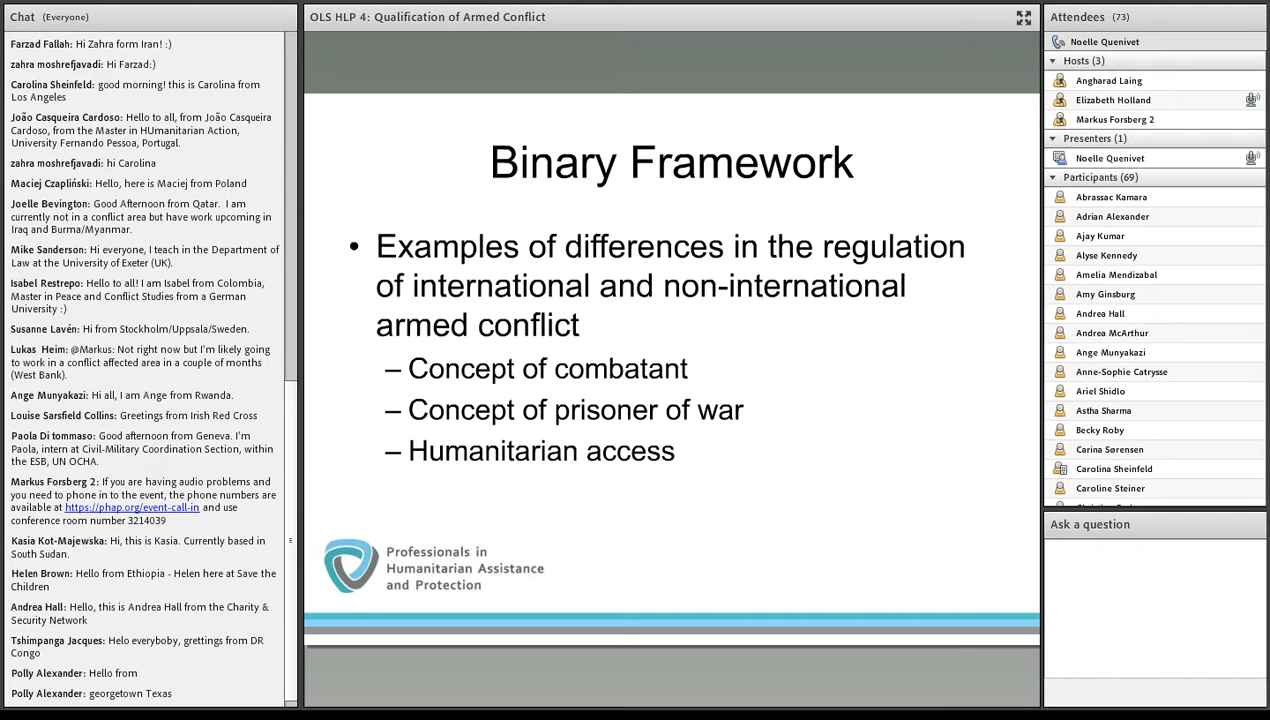 Chat (Everyone)
Farzad Fallah: Hi Zahra form Iran! :)
zahra moshrefjavadi: Hi Farzad:)
Carolina Sheinfeld: good morning! this is Carolina from
Los Angeles
João Casqueira Cardoso: Hello to all, from João Casqueira
Cardoso, from the Master in HUmanitarian Action,
University Fernando Pessoa, Portugal.
zahra moshrefjavadi: hi Carolina
Maciej Czapliński: Hello, here is Maciej from Poland
Joelle Bevington: Good Afternoon from Qatar. I am
currently not in a conflict area but have work upcoming in
Iraq and Burma/Myanmar.
Mike Sanderson: Hi everyone, I teach in the Department of
Law at the University of Exeter (UK).
Isabel Restrepo: Hello to all! I am Isabel from Colombia,
Master in Peace and Conflict Studies from a German
University :)
Susanne Lavén: Hi from Stockholm/Uppsala/Sweden.
Lukas Heim: @Markus: Not right now but I'm likely going
to work in a conflict affected area in a couple of months
(West Bank).
Ange Munyakazi: Hi all, I am Ange from Rwanda.
Louise Sarsfield Collins: Greetings from Irish Red Cross
Paola Di tommaso: Good afternoon from Geneva. I'm
Paola, intern at Civil-Military Coordination Section, within
the ESB, UN OCHA.
Markus Forsberg 2: If you are having audio problems and
you need to phone in to the event, the phone numbers are
available at https://phap.org/event-call-in and use
conference room number 3214039
Kasia Kot-Majewska: Hi, this is Kasia. Currently based in
South Sudan.
Helen Brown: Hello from Ethiopia - Helen here at Save the
Children
Andrea Hall: Hello, this is Andrea Hall from the Charity &
Security Network
Tshimpanga Jacques: Helo everyboby, grettings from DR
Congo
Polly Alexander: Hello from
Polly Alexander: georgetown Texas
OLS HLP 4: Qualification of Armed Conflict
Binary Framework
• Examples of differences in the regulation
of international and non-international
armed conflict
– Concept of combatant
– Concept of prisoner of war
– Humanitarian access
Professionals in
Humanitarian Assistance
and Protection
Attendees (73)
Noelle Quenivet
Hosts (3)
Angharad Laing
Elizabeth Holland
Markus Forsberg 2
Presenters (1)
Noelle Quenivet
Participants (69)
Abrassac Kamara
Adrian Alexander
Ajay Kumar
Alyse Kennedy
Amelia Mendizabal
Amy Ginsburg
Andrea Hall
Andrea McArthur
Ange Munyakazi
Anne-Sophie Catrysse
Ariel Shidlo
Astha Sharma
Becky Roby
Carina Sørensen
Carolina Sheinfeld
Caroline Steiner
Ask a question